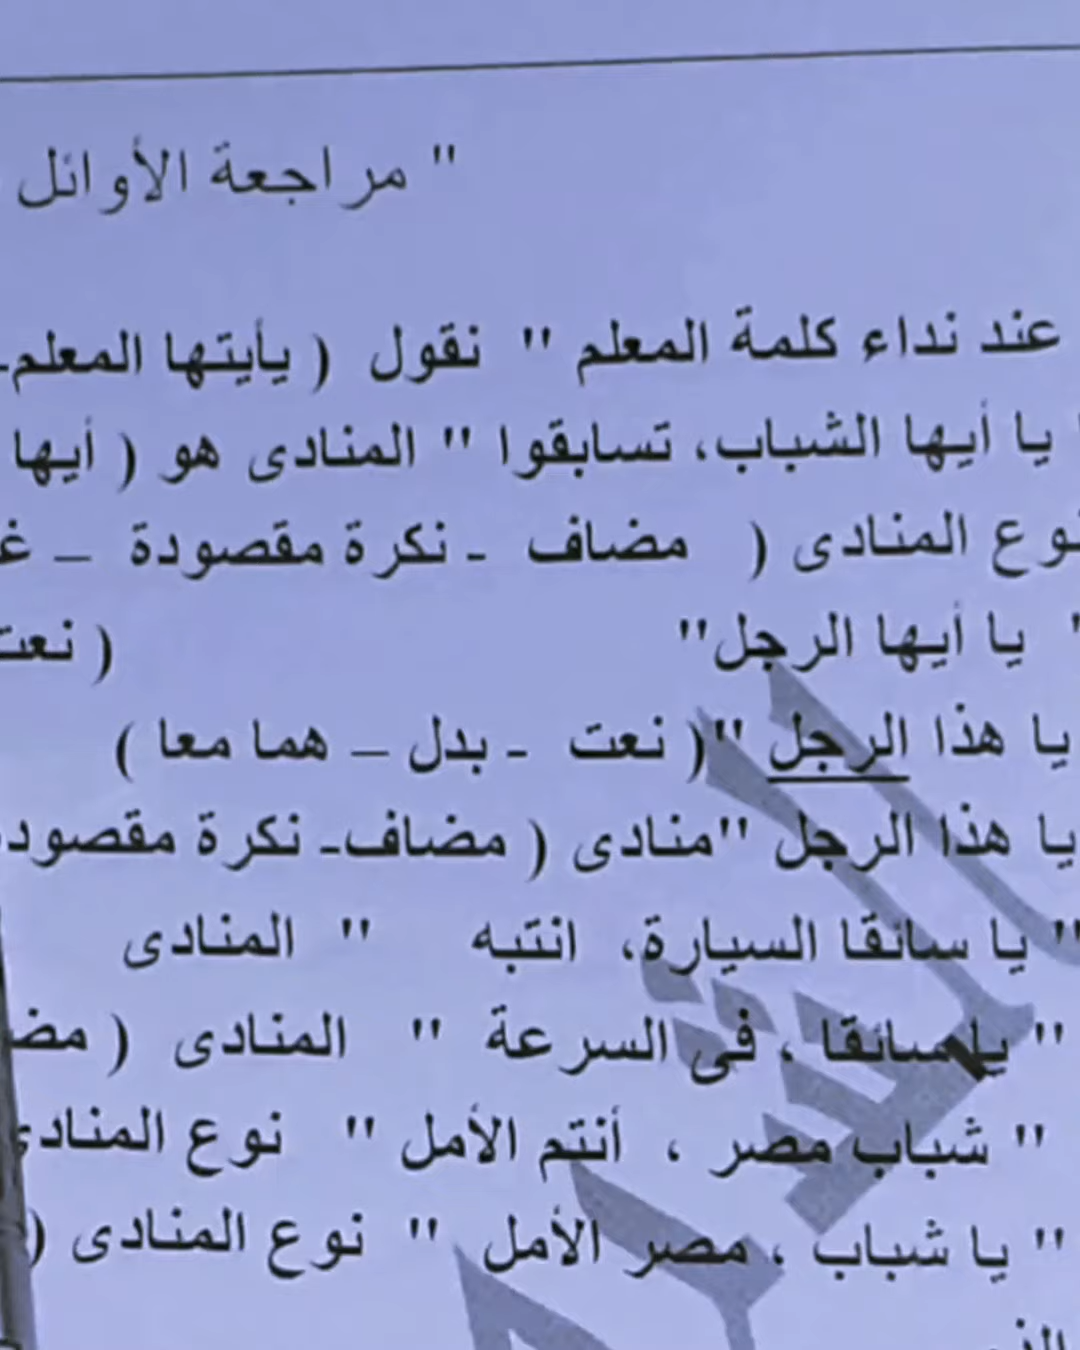 " مراجعة الأوائل
عند نداء كلمة المعلم " نقول ( يأيتها المعلم-
يا أيها الشباب، تسابقوا " المنادى هو ( أيها
نوع المنادى ( مضاف - نكرة مقصودة –
" يا أيها الرجل" ( نعت
يا هذا الرجل "( نعت - بدل – هما معا )
يا هذا الرجل "منادى ( مضاف- نكرة مقصودة
" يا سائقا السيارة، انتبه " المنادى
" يا سائقا ، فى السرعة " المنادى (
" شباب مصر ، أنتم الأمل " نوع المنادى
" يا شباب ، مصر الأمل " نوع المنادى (